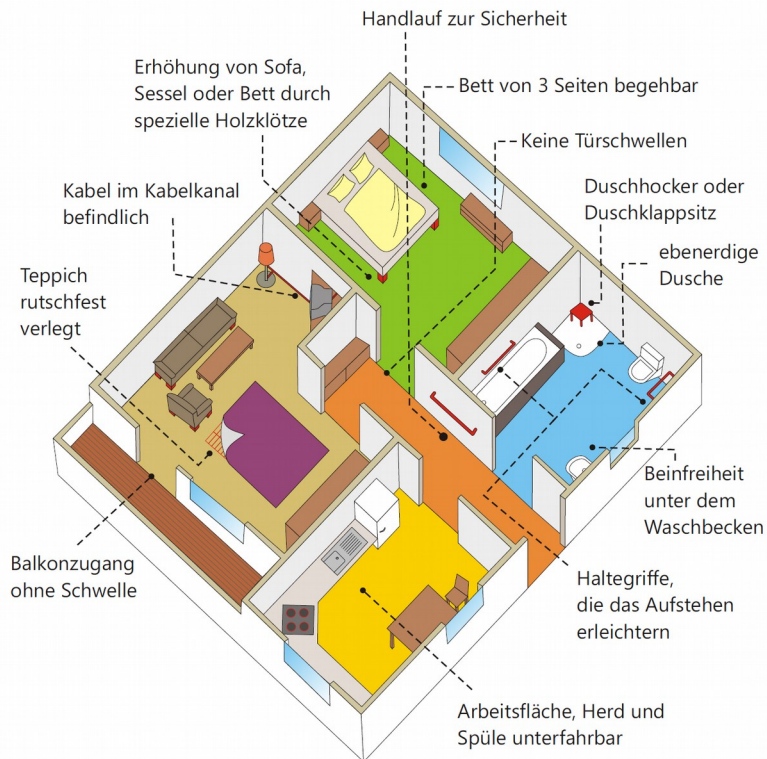 Handlauf zur Sicherheit
Erhöhung von Sofa,
Sessel oder Bett durch
spezielle Holzklötze
Bett von 3 Seiten begehbar
Keine Türschwellen
Kabel im Kabelkanal
befindlich
Duschhocker oder
Duschklappsitz
ebenerdige
Dusche
Teppich
rutschfest
verlegt
Beinfreiheit
unter dem
Waschbecken
Balkonzugang
ohne Schwelle
Haltegriffe,
die das Aufstehen
erleichtern
Arbeitsfläche, Herd und
Spüle unterfahrbar